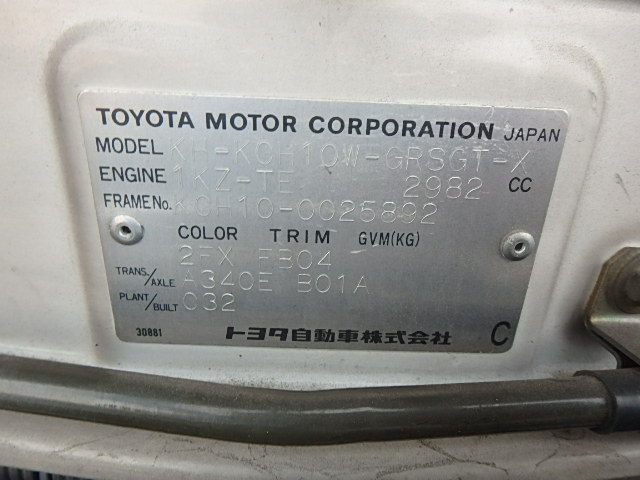 TOYOTA MOTOR CORPORATION JAPAN
MODEL KH-KCH10W-GRSGT-X
ENGINE 1KZ-TE 2982 CC
FRAME No. KCH10-0025892
COLOR TRIM GVM(KG)
2FX FB04 -
TRANS./AXLE A340E B01A
PLANT/BUILT C32
30881 トヨタ自動車株式会社 C